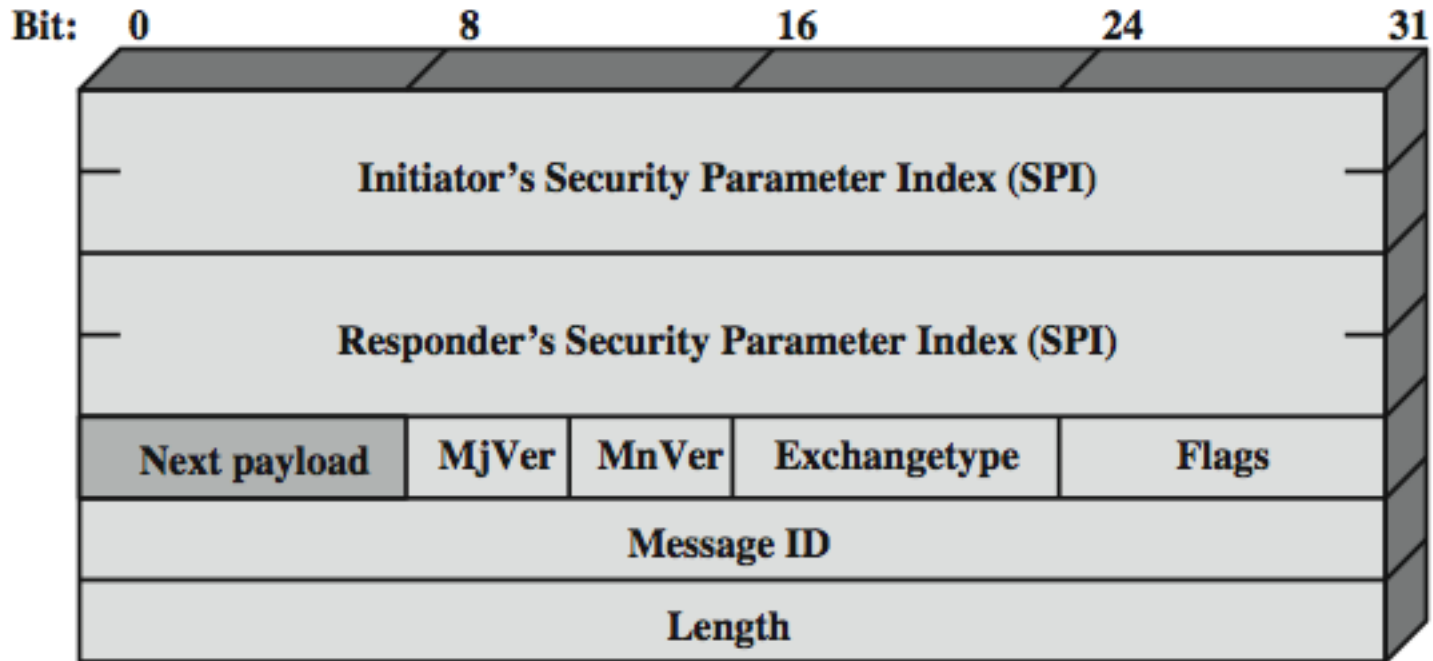 Bit: 0 8 16 24 31
Initiator’s Security Parameter Index (SPI)
Responder’s Security Parameter Index (SPI)
Next payload MjVer MnVer Exchangetype Flags
Message ID
Length